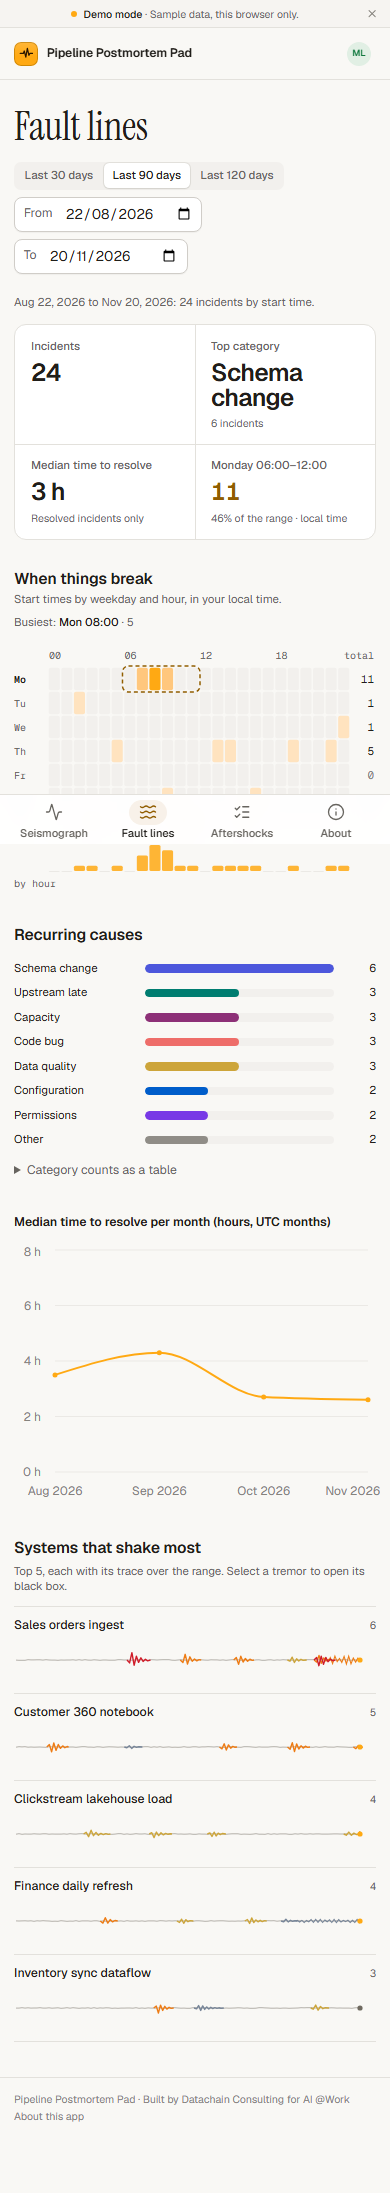 Demo mode · Sample data, this browser only.
Pipeline Postmortem Pad
ML
Fault lines
Last 30 days
Last 90 days
Last 120 days
From 22/08/2026
To 20/11/2026
Aug 22, 2026 to Nov 20, 2026: 24 incidents by start time.
Incidents
24
Top category
Schema
change
6 incidents
Median time to resolve
3 h
Resolved incidents only
Monday 06:00–12:00
11
46% of the range · local time
When things break
Start times by weekday and hour, in your local time.
Busiest: Mon 08:00 · 5
00 06 12 18 total
Mo 11
Tu 1
We 1
Th 5
Fr 0
Seismograph
Fault lines
Aftershocks
About
by hour
Recurring causes
Schema change 6
Upstream late 3
Capacity 3
Code bug 3
Data quality 3
Configuration 2
Permissions 2
Other 2
Category counts as a table
Median time to resolve per month (hours, UTC months)
8 h
6 h
4 h
2 h
0 h
Aug 2026 Sep 2026 Oct 2026 Nov 2026
Systems that shake most
Top 5, each with its trace over the range. Select a tremor to open its
black box.
Sales orders ingest 6
Customer 360 notebook 5
Clickstream lakehouse load 4
Finance daily refresh 4
Inventory sync dataflow 3
Pipeline Postmortem Pad · Built by Datachain Consulting for AI @Work
About this app